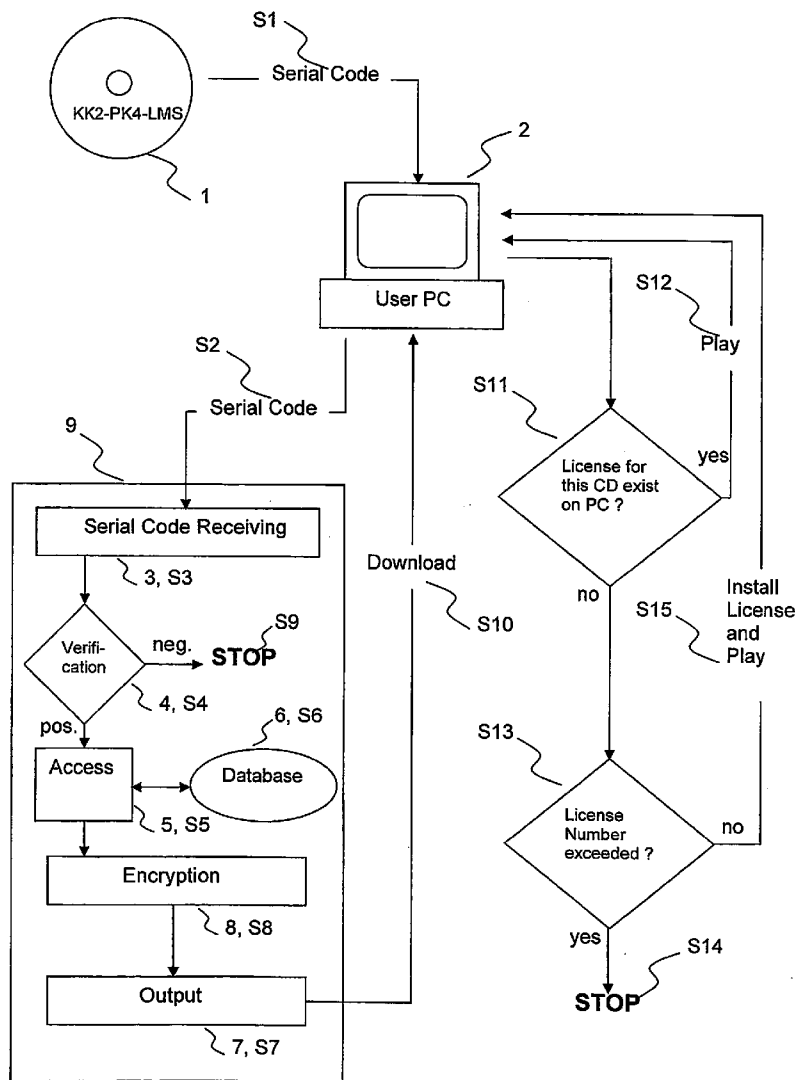 S1
Serial Code
KK2-PK4-LMS
1
2
User PC
S12
Play
S2
Serial Code
S11
License for
this CD exist
on PC ?
yes
no
9
Serial Code Receiving
3, S3
Verifi-
cation
neg.
S9
STOP
4, S4
pos.
Access
5, S5
6, S6
Database
Encryption
8, S8
Output
7, S7
Download
S10
S15
Install
License
and
Play
S13
License
Number
exceeded ?
no
yes
S14
STOP